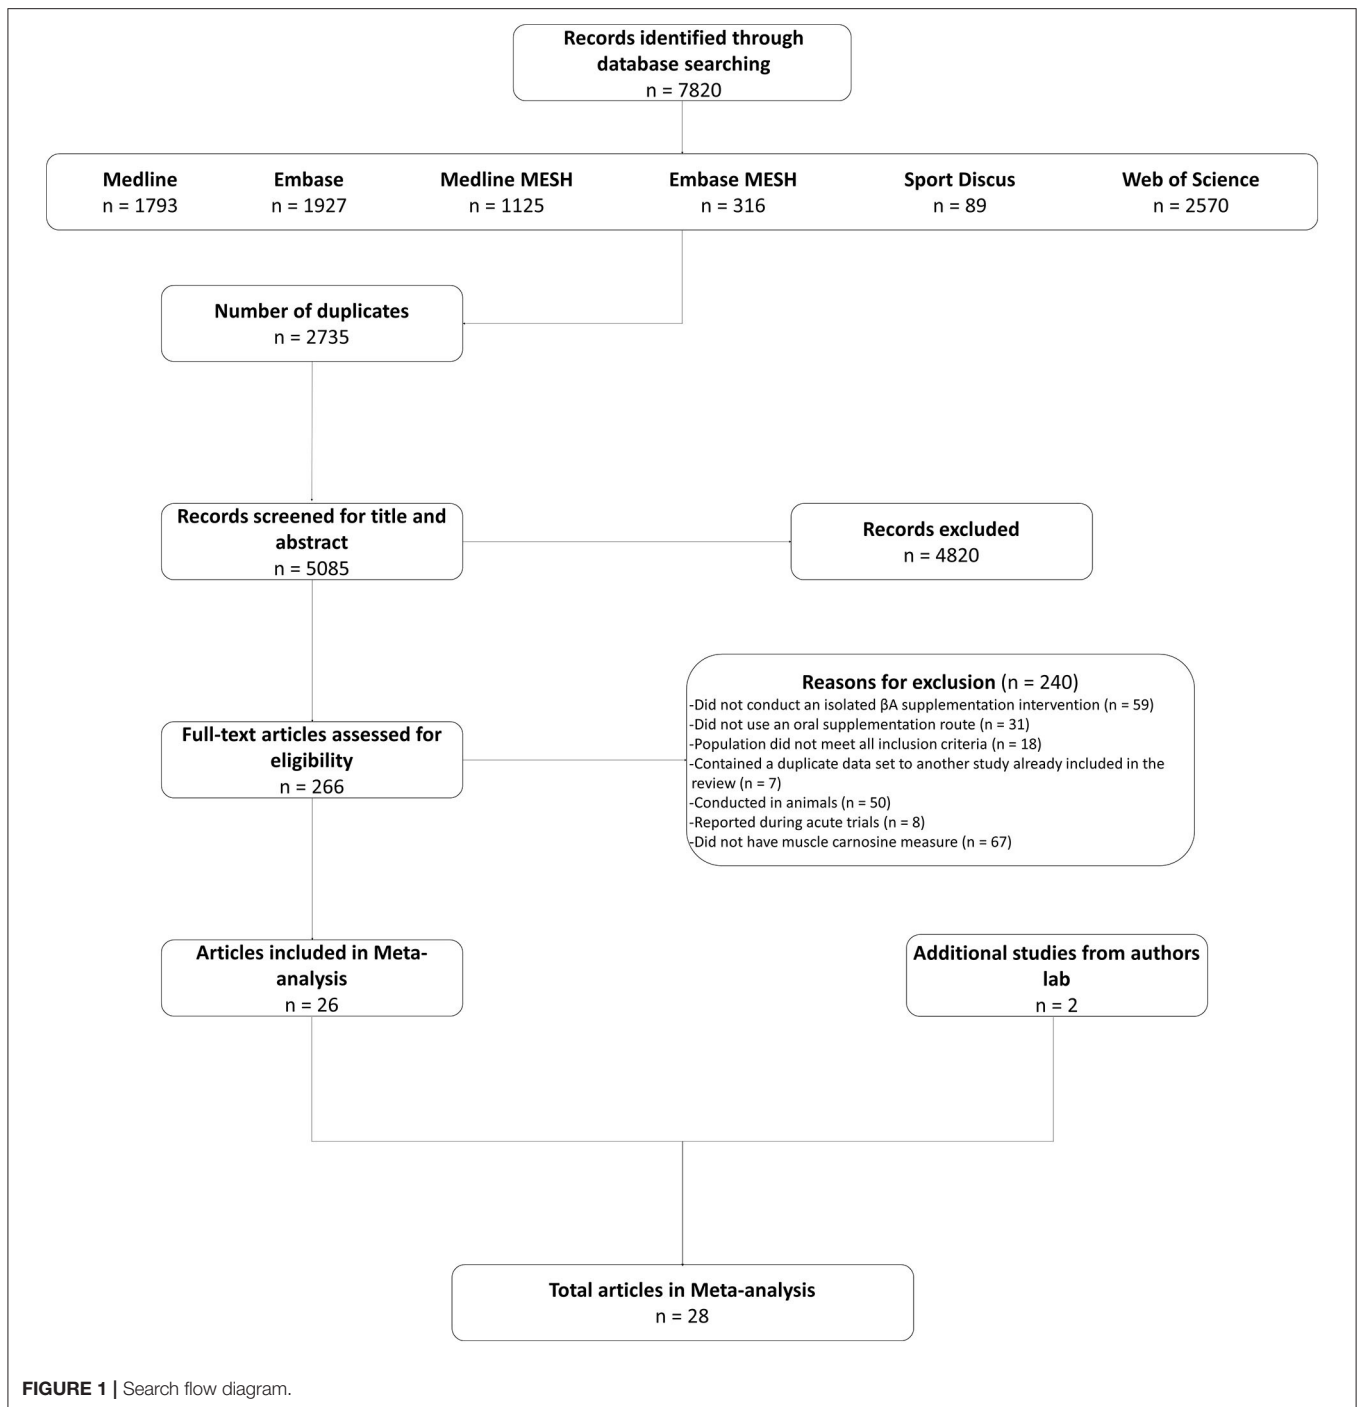 Records identified through
database searching
n = 7820
Medline
n = 1793
Embase
n = 1927
Medline MESH
n = 1125
Embase MESH
n = 316
Sport Discus
n = 89
Web of Science
n = 2570
Number of duplicates
n = 2735
Records screened for title and
abstract
n = 5085
Records excluded
n = 4820
Full-text articles assessed for
eligibility
n = 266
Reasons for exclusion (n = 240)
-Did not conduct an isolated βA supplementation intervention (n = 59)
-Did not use an oral supplementation route (n = 31)
-Population did not meet all inclusion criteria (n = 18)
-Contained a duplicate data set to another study already included in the
review (n = 7)
-Conducted in animals (n = 50)
-Reported during acute trials (n = 8)
-Did not have muscle carnosine measure (n = 67)
Articles included in Meta-
analysis
n = 26
Additional studies from authors
lab
n = 2
Total articles in Meta-analysis
n = 28
FIGURE 1 | Search flow diagram.